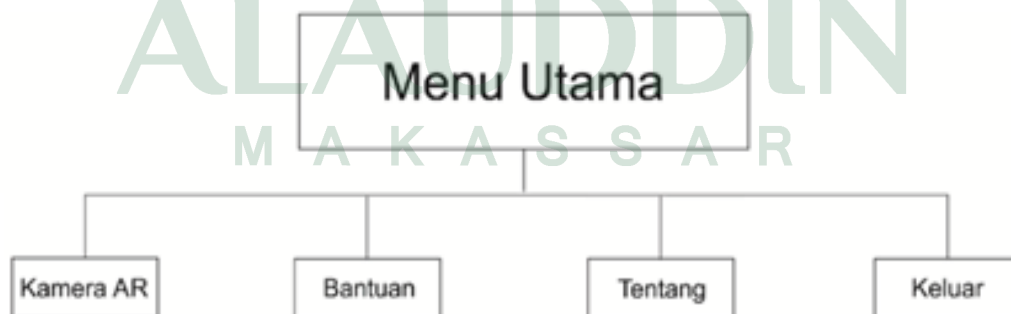 ALAUDDIN
Menu Utama
MAKASSAR
Kamera AR
Bantuan
Tentang
Keluar